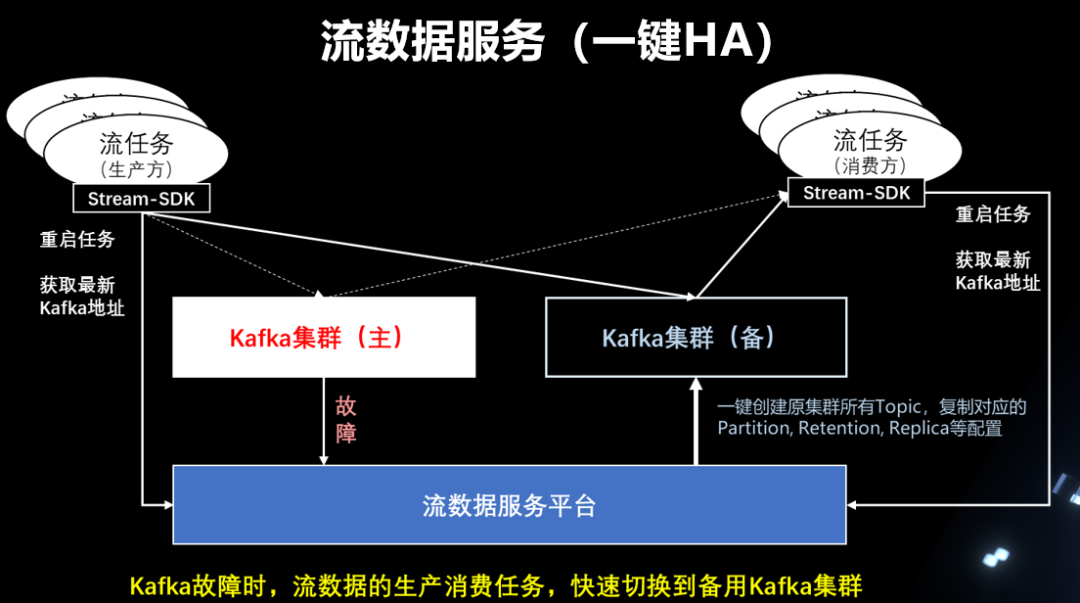 流数据服务（一键HA）
流任务
（生产方）
Stream-SDK
流任务
（消费方）
Stream-SDK
重启任务
获取最新
Kafka地址
重启任务
获取最新
Kafka地址
Kafka集群（主）
Kafka集群（备）
故
障
一键创建原集群所有Topic，复制对应的
Partition, Retention, Replica等配置
流数据服务平台
Kafka故障时，流数据的生产消费任务，快速切换到备用Kafka集群